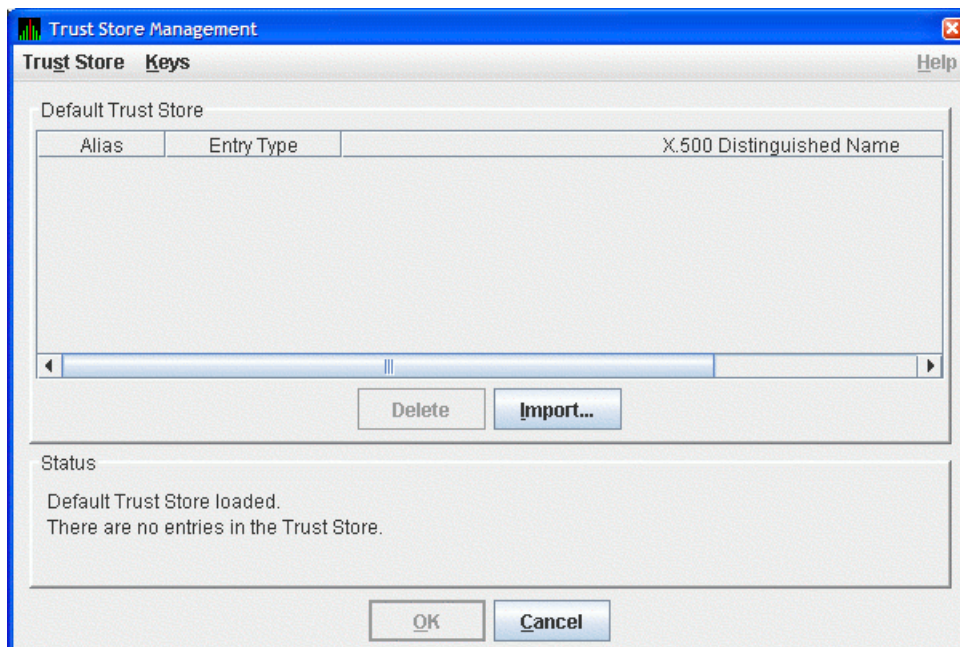 Trust Store Management
Trust Store Keys Help
Default Trust Store
Alias Entry Type X.500 Distinguished Name
Delete Import...
Status
Default Trust Store loaded.
There are no entries in the Trust Store.
OK Cancel